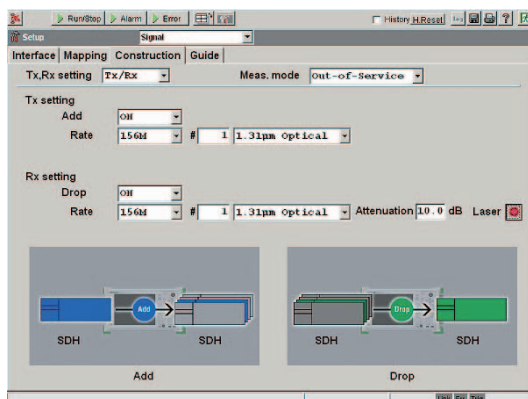 Run/Stop Alarm Error History H.Reset
Setup Signal
Interface Mapping Construction Guide
Tx,Rx setting Tx/Rx Meas. mode Out-of-Service
Tx setting
Add ON
Rate 156M # 1 1.31μm Optical
Rx setting
Drop ON
Rate 156M # 1 1.31μm Optical Attenuation 10.0 dB Laser
Add Drop
SDH SDH SDH SDH
Add Drop